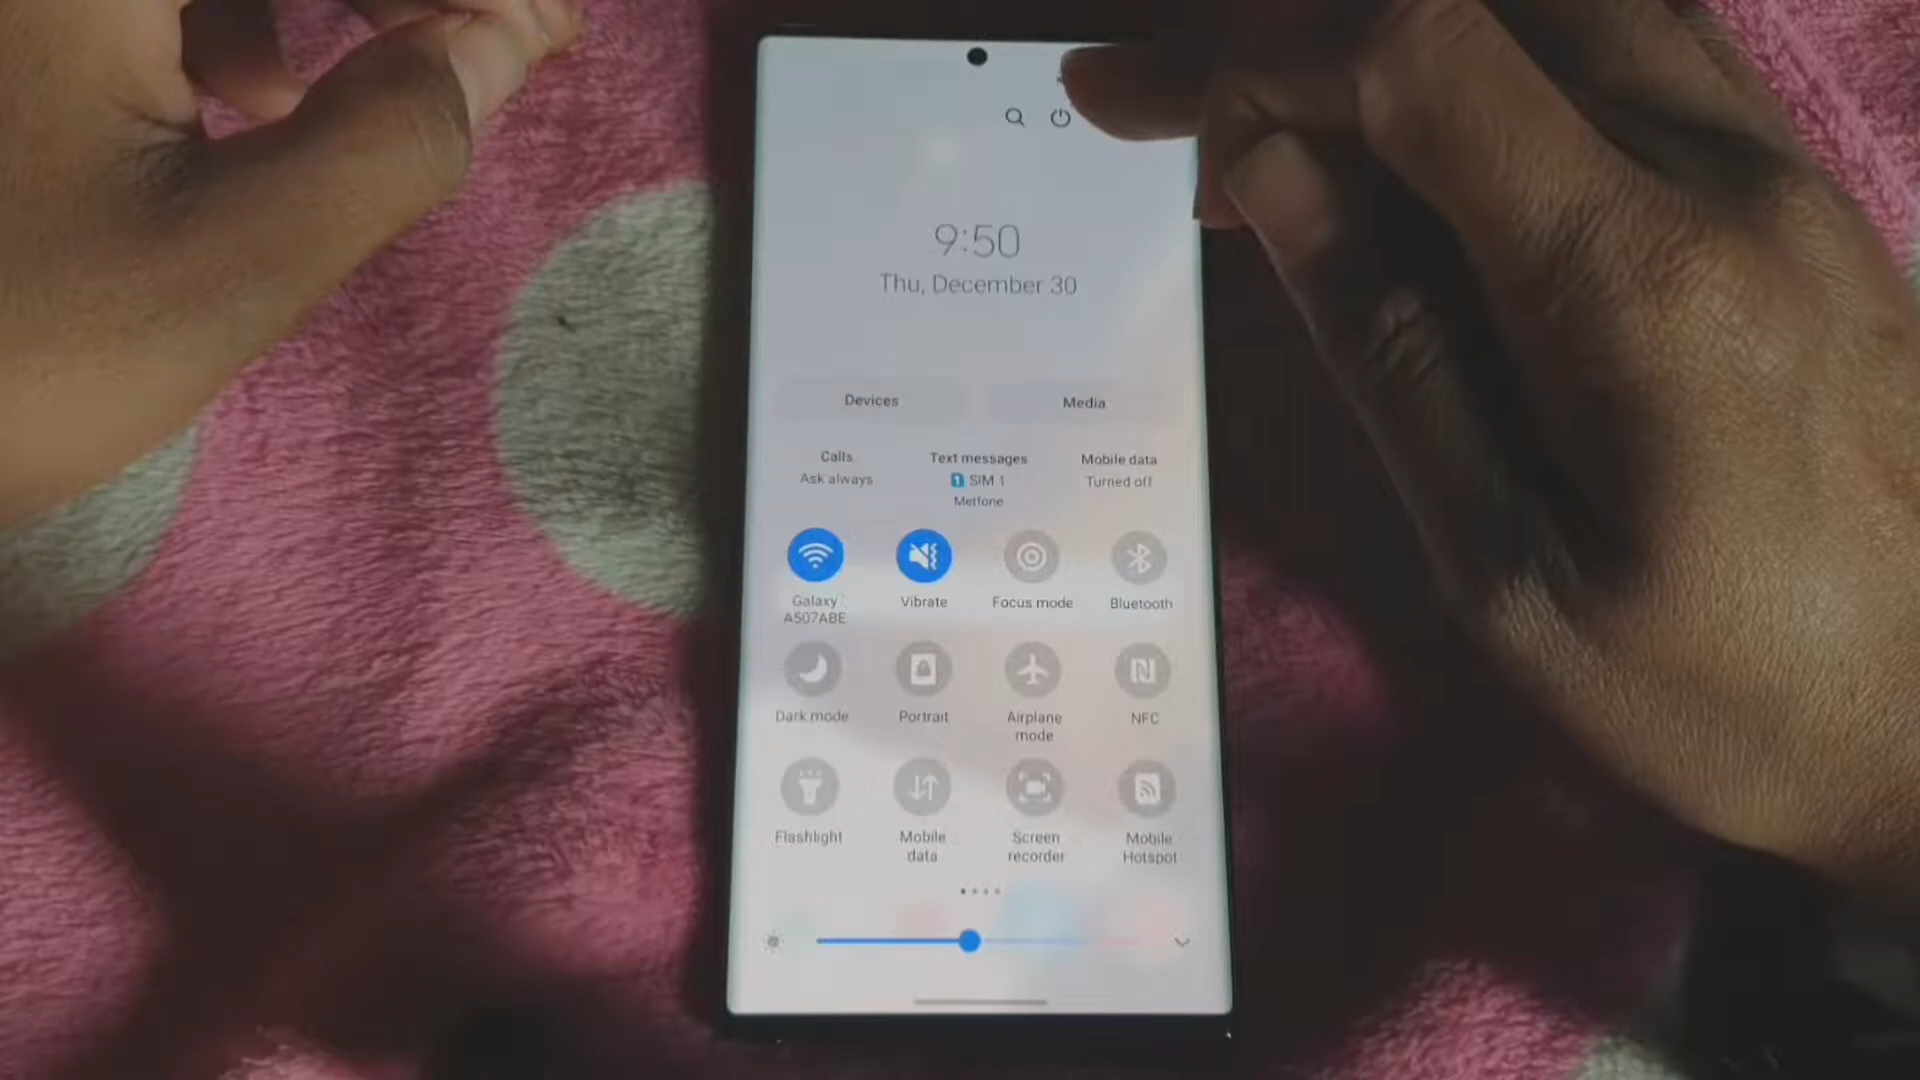 9:50
Thu, December 30
Devices
Media
Calls
Ask always
Text messages
1 SIM 1
Metfone
Mobile data
Turned off
Galaxy
A507ABE
Vibrate
Focus mode
Bluetooth
Dark mode
Portrait
Airplane
mode
NFC
Flashlight
Mobile
data
Screen
recorder
Mobile
Hotspot